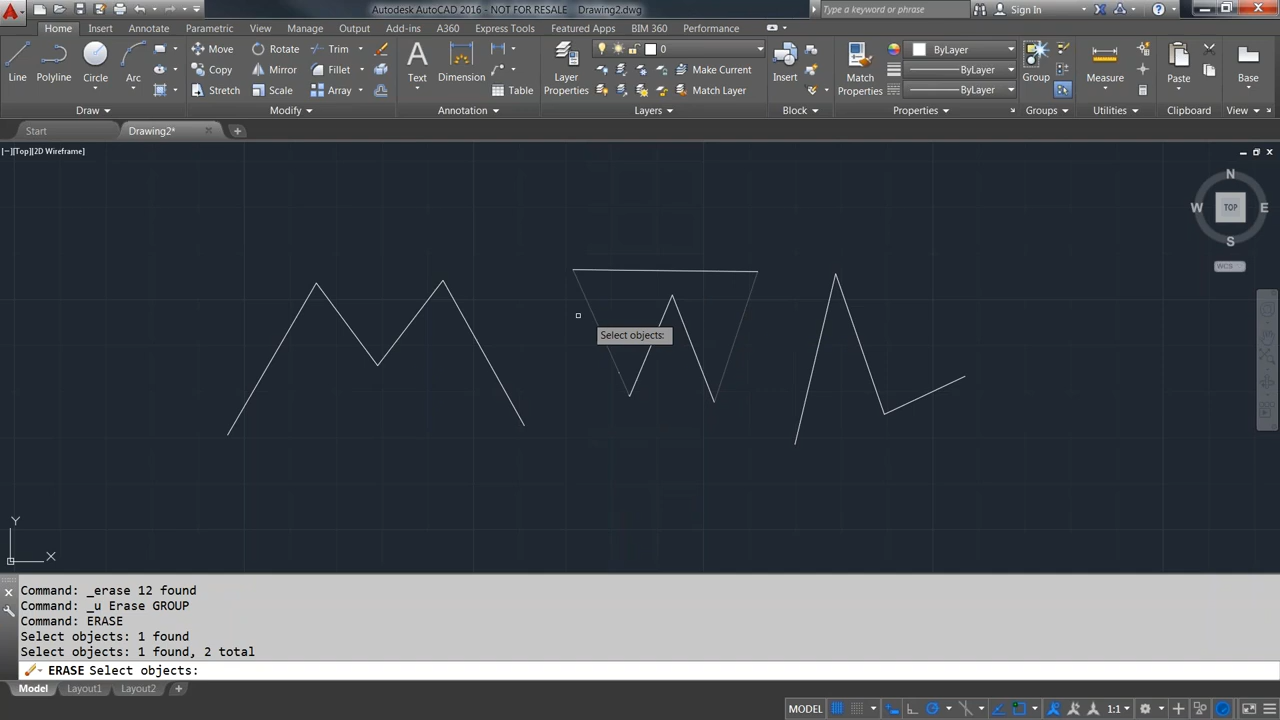 Autodesk AutoCAD 2016 - NOT FOR RESALE Drawing2.dwg
Type a keyword or phrase
Sign In
Home Insert Annotate Parametric View Manage Output Add-ins A360 Express Tools Featured Apps BIM 360 Performance
Line Polyline Circle Arc
Move Rotate Trim
Copy Mirror Fillet
Stretch Scale Array
Text Dimension Table
Layer Properties
0
Make Current
Match Layer
Insert
Match Properties
ByLayer
ByLayer
ByLayer
Group Measure Paste Base
Draw Modify Annotation Layers Block Properties Groups Utilities Clipboard View
Start Drawing2*
[−][Top][2D Wireframe]
N
W TOP E
S
WCS
Select objects:
Y
X
Command: _erase 12 found
Command: _u Erase GROUP
Command: ERASE
Select objects: 1 found
Select objects: 1 found, 2 total
ERASE Select objects:
Model Layout1 Layout2
MODEL 1:1